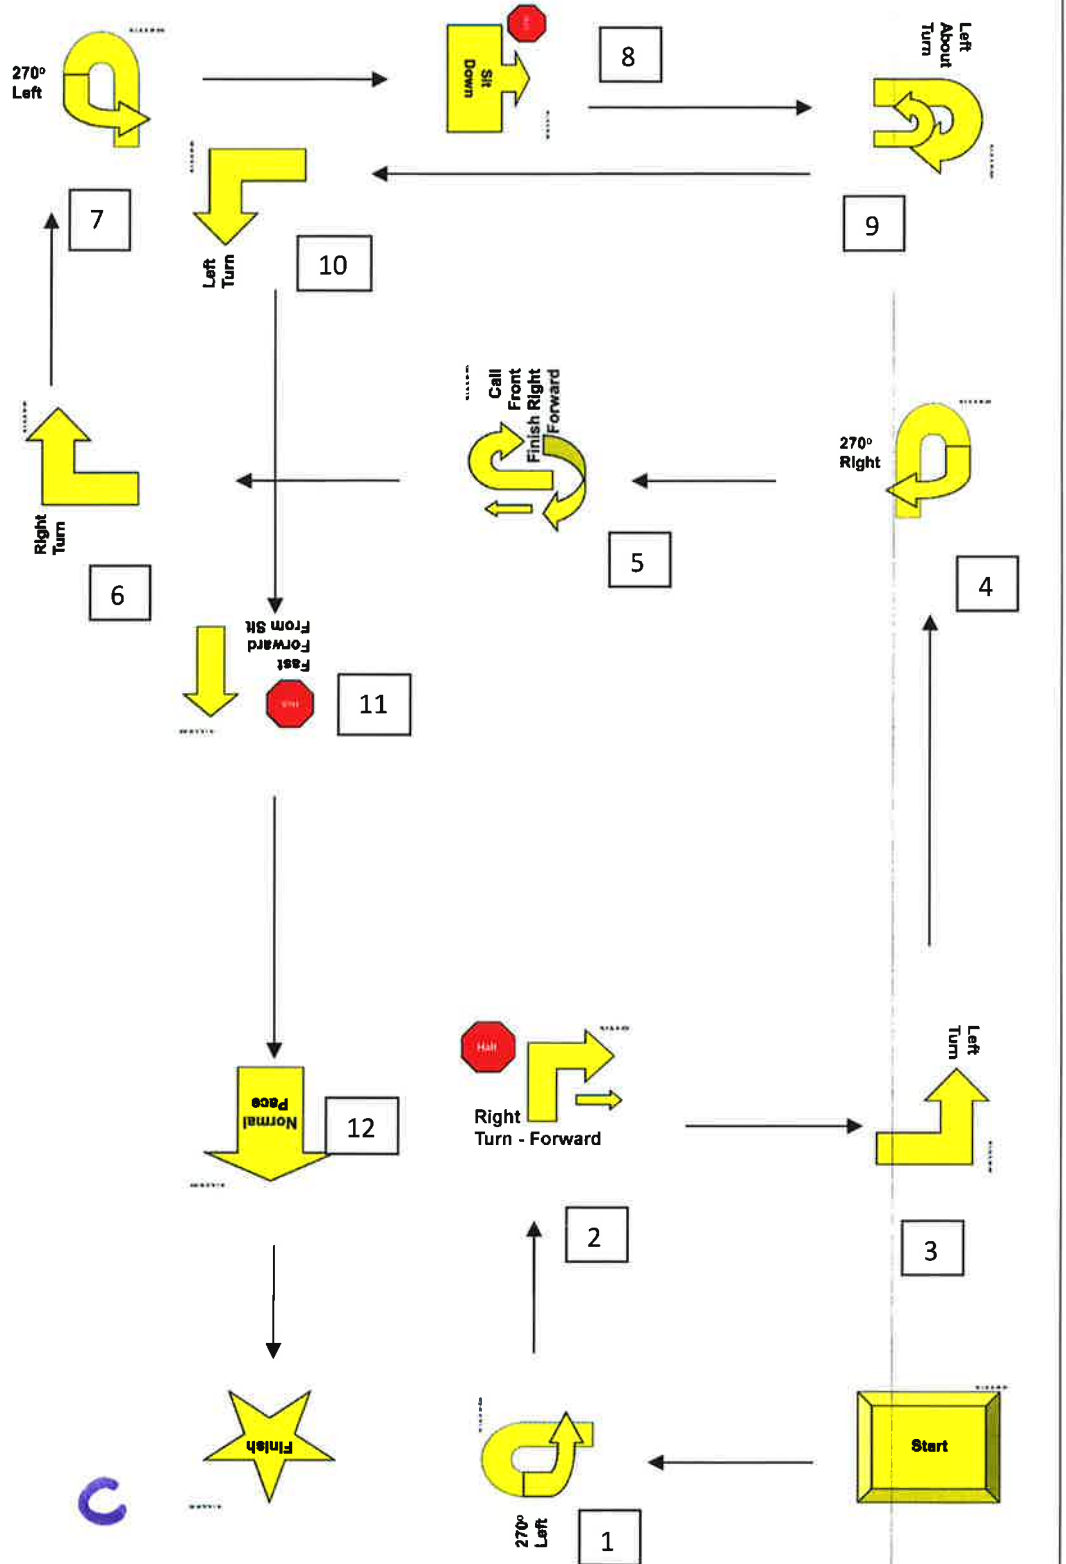 270°
Left
Sit
Down
8
Left
About
Turn
7
Left
Turn
10
9
Call
Front
Finish Right
Forward
270°
Right
Right
Turn
6
5
4
From Sit
Forward
Fast
11
Halt
Right
Turn - Forward
Left
Turn
Normal
Pace
12
2
3
Finish
Start
270°
Left
1
C